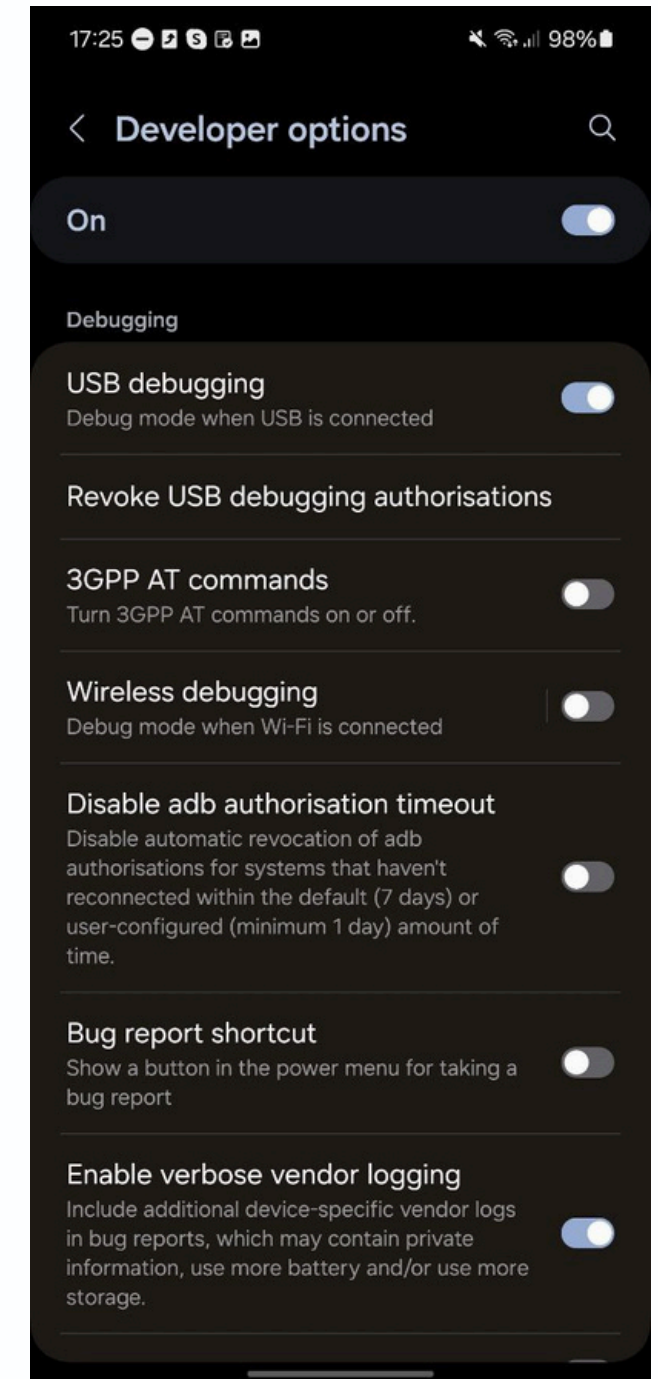 17:25 98%
Developer options
On
Debugging
USB debugging
Debug mode when USB is connected
Revoke USB debugging authorisations
3GPP AT commands
Turn 3GPP AT commands on or off.
Wireless debugging
Debug mode when Wi-Fi is connected
Disable adb authorisation timeout
Disable automatic revocation of adb
authorisations for systems that haven't
reconnected within the default (7 days) or
user-configured (minimum 1 day) amount of
time.
Bug report shortcut
Show a button in the power menu for taking a
bug report
Enable verbose vendor logging
Include additional device-specific vendor logs
in bug reports, which may contain private
information, use more battery and/or use more
storage.